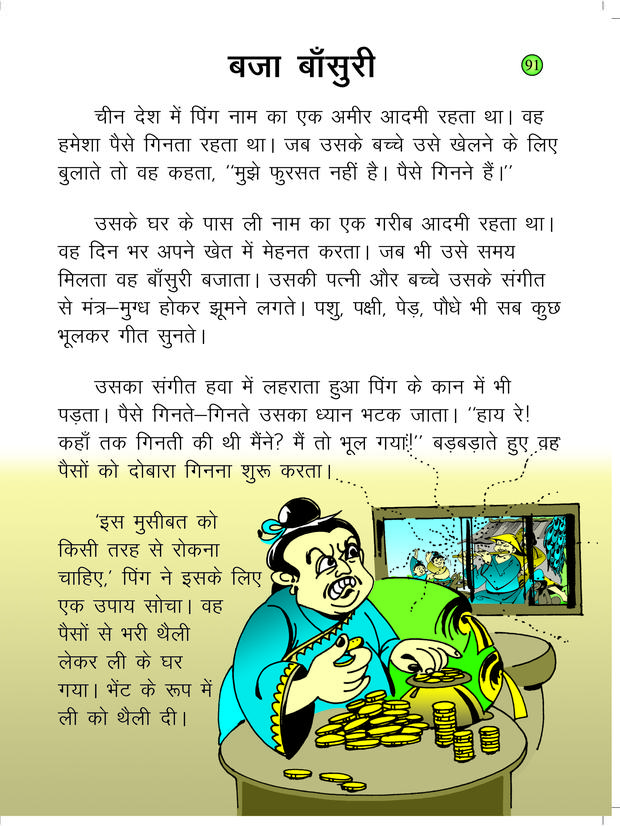 बजा बाँसुरी
91
चीन देश में पिंग नाम का एक अमीर आदमी रहता था। वह
हमेशा पैसे गिनता रहता था। जब उसके बच्चे उसे खेलने के लिए
बुलाते तो वह कहता, ‘‘मुझे फुरसत नहीं है। पैसे गिनने हैं।’’
उसके घर के पास ली नाम का एक गरीब आदमी रहता था।
वह दिन भर अपने खेत में मेहनत करता। जब भी उसे समय
मिलता वह बाँसुरी बजाता। उसकी पत्नी और बच्चे उसके संगीत
से मंत्र–मुग्ध होकर झूमने लगते। पशु, पक्षी, पेड़, पौधे भी सब कुछ
भूलकर गीत सुनते।
उसका संगीत हवा में लहराता हुआ पिंग के कान में भी
पड़ता। पैसे गिनते–गिनते उसका ध्यान भटक जाता। ‘‘हाय रे!
कहाँ तक गिनती की थी मैंने? मैं तो भूल गया!’’ बड़बड़ाते हुए वह
पैसों को दोबारा गिनना शुरू करता।
‘इस मुसीबत को
किसी तरह से रोकना
चाहिए,’ पिंग ने इसके लिए
एक उपाय सोचा। वह
पैसों से भरी थैली
लेकर ली के घर
गया। भेंट के रूप में
ली को थैली दी।